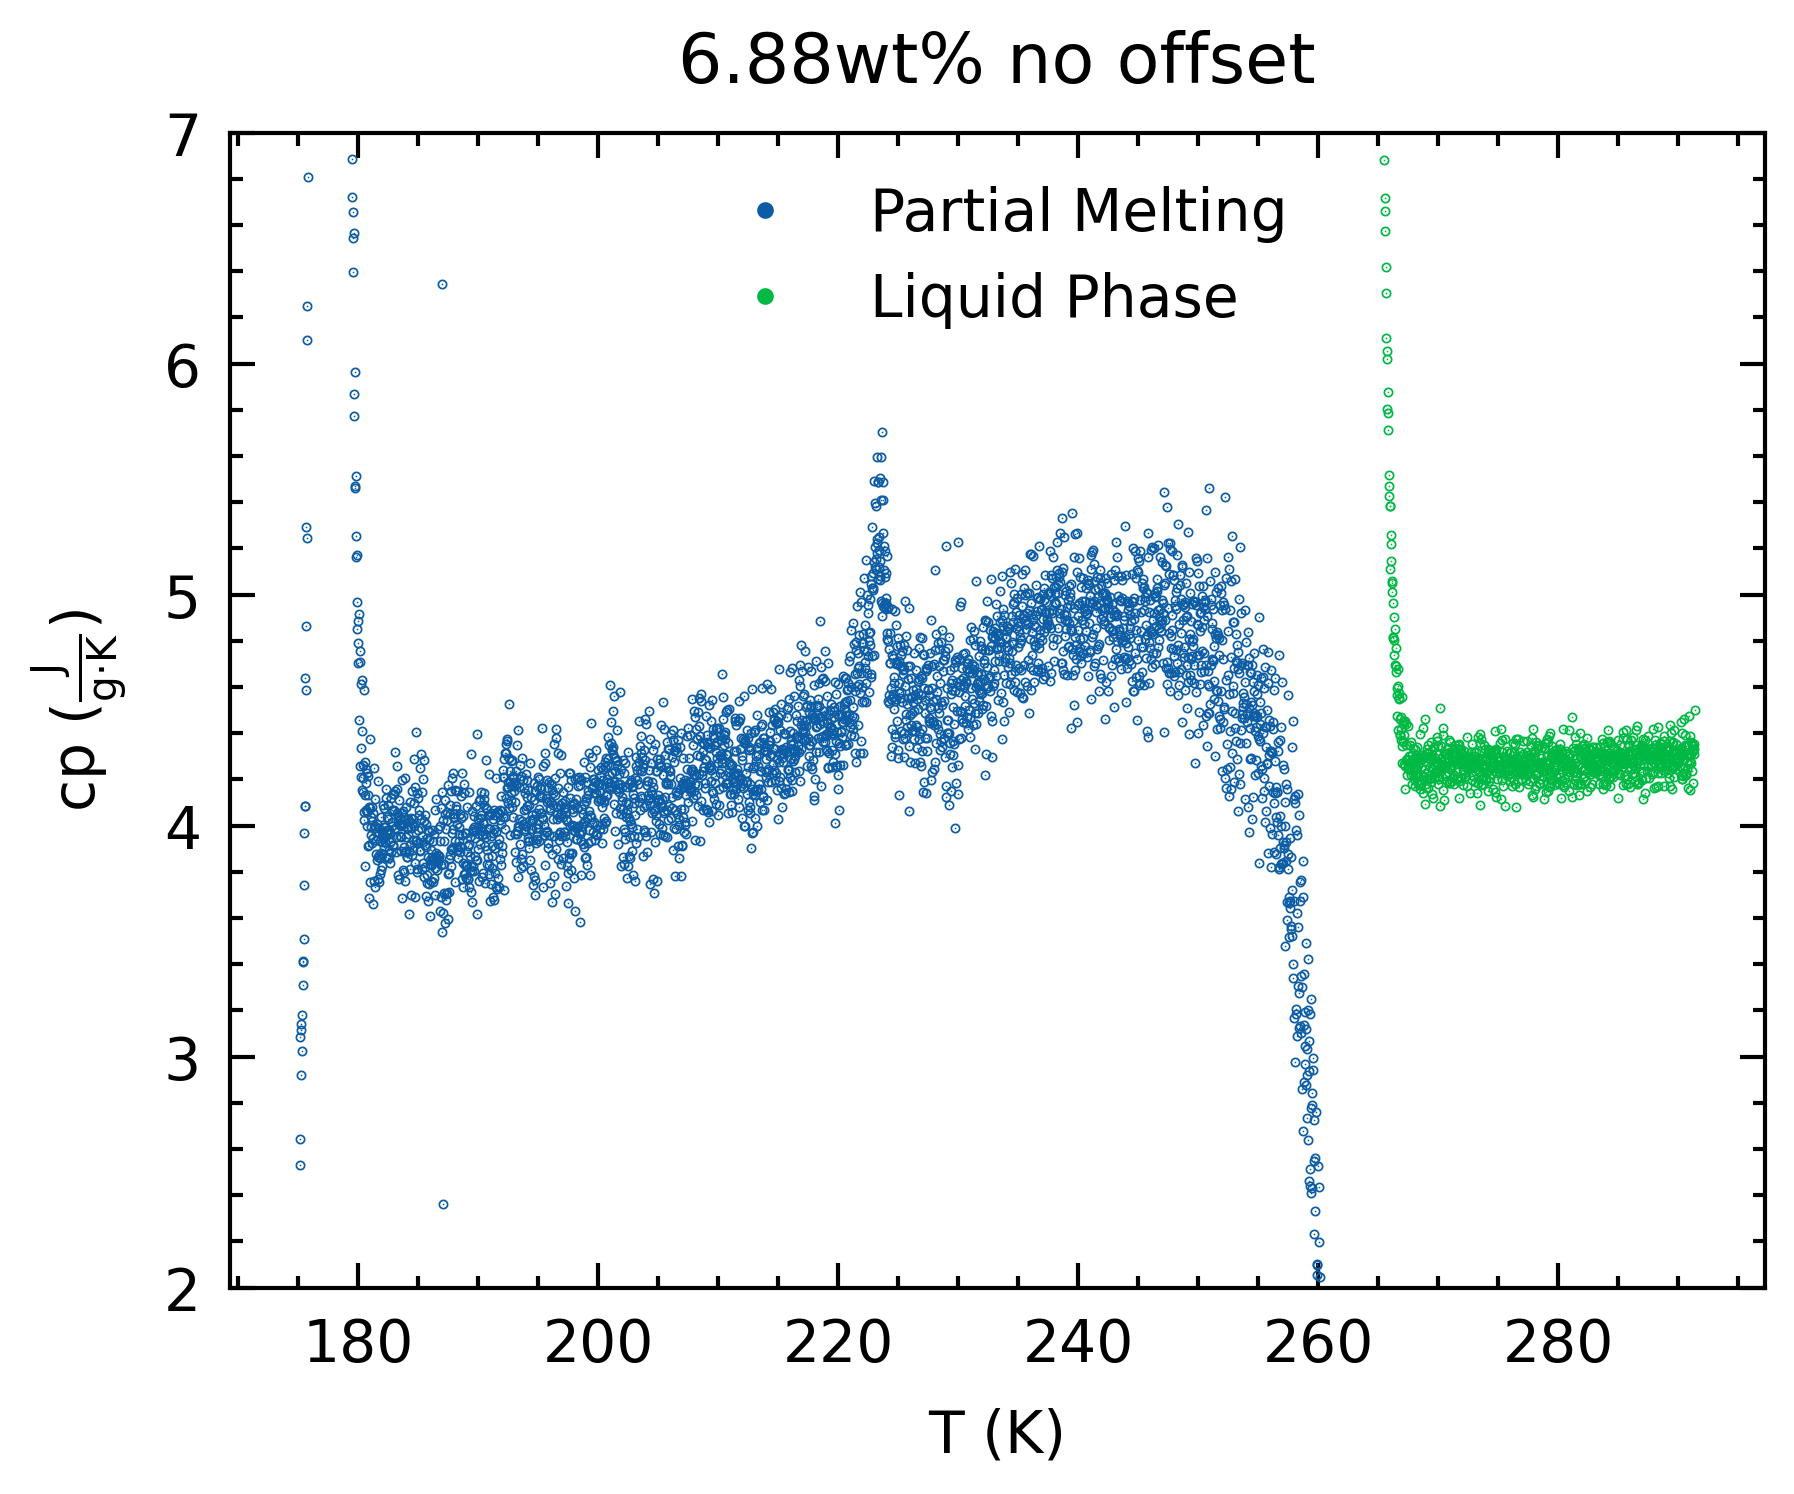 6.88wt% no offset
7
6
5
4
3
2
cp (J/g·K)
Partial Melting
Liquid Phase
180 200 220 240 260 280
T (K)